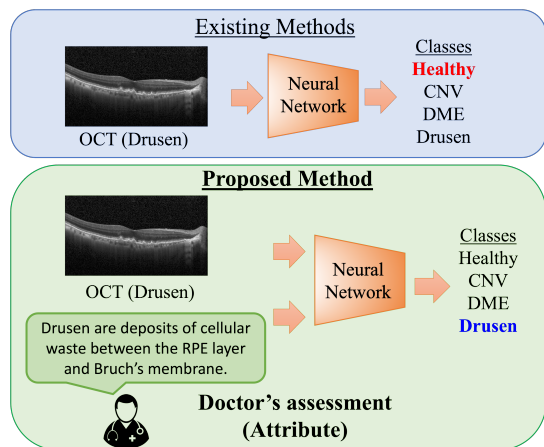 Existing Methods
OCT (Drusen)
Neural
Network
Classes
Healthy
CNV
DME
Drusen
Proposed Method
OCT (Drusen)
Drusen are deposits of cellular
waste between the RPE layer
and Bruch's membrane.
Doctor's assessment
(Attribute)
Neural
Network
Classes
Healthy
CNV
DME
Drusen